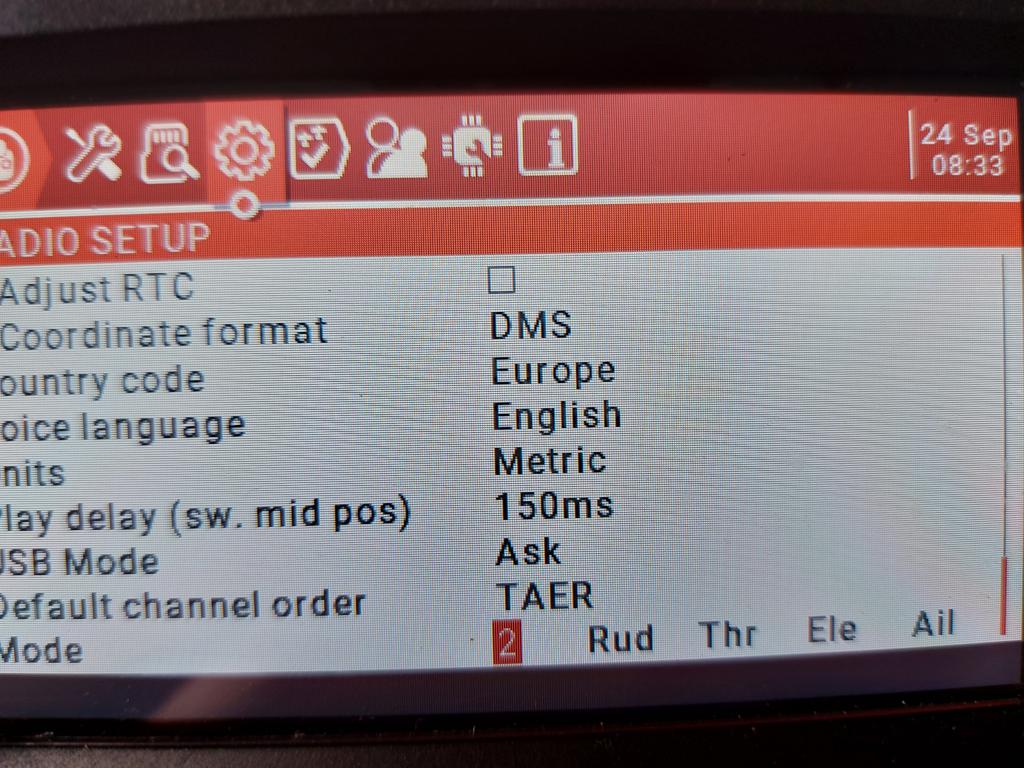 24 Sep
08:33
ADIO SETUP
Adjust RTC
Coordinate format DMS
ountry code Europe
oice language English
nits Metric
lay delay (sw. mid pos) 150ms
USB Mode Ask
Default channel order TAER
Mode 2 Rud Thr Ele Ail